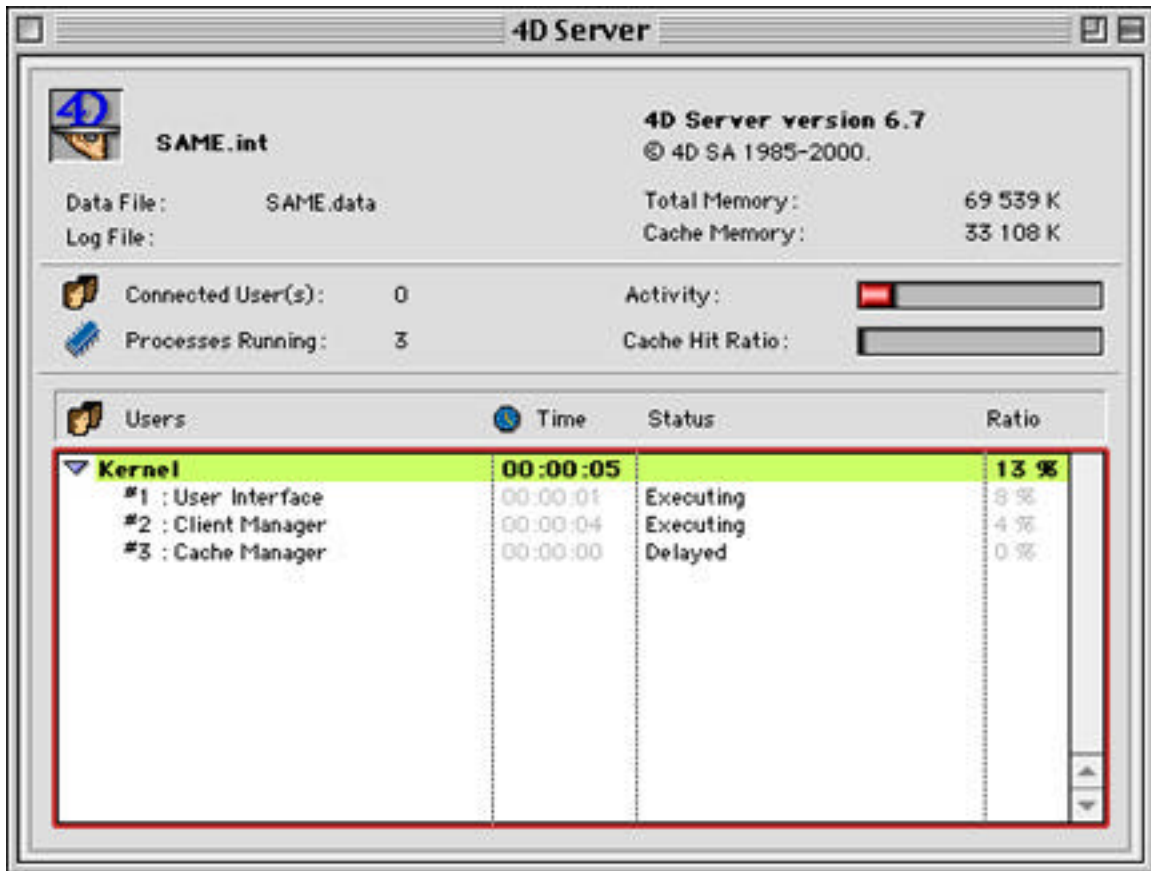 4D Server
4D
SAME.int
4D Server version 6.7
© 4D SA 1985-2000.
Data File: SAME.data
Total Memory: 69 539 K
Log File:
Cache Memory: 33 108 K
Connected User(s): 0
Activity:
Processes Running: 3
Cache Hit Ratio:
Users Time Status Ratio
Kernel 00:00:05 13 %
#1 : User Interface 00:00:01 Executing 8 %
#2 : Client Manager 00:00:04 Executing 4 %
#3 : Cache Manager 00:00:00 Delayed 0 %